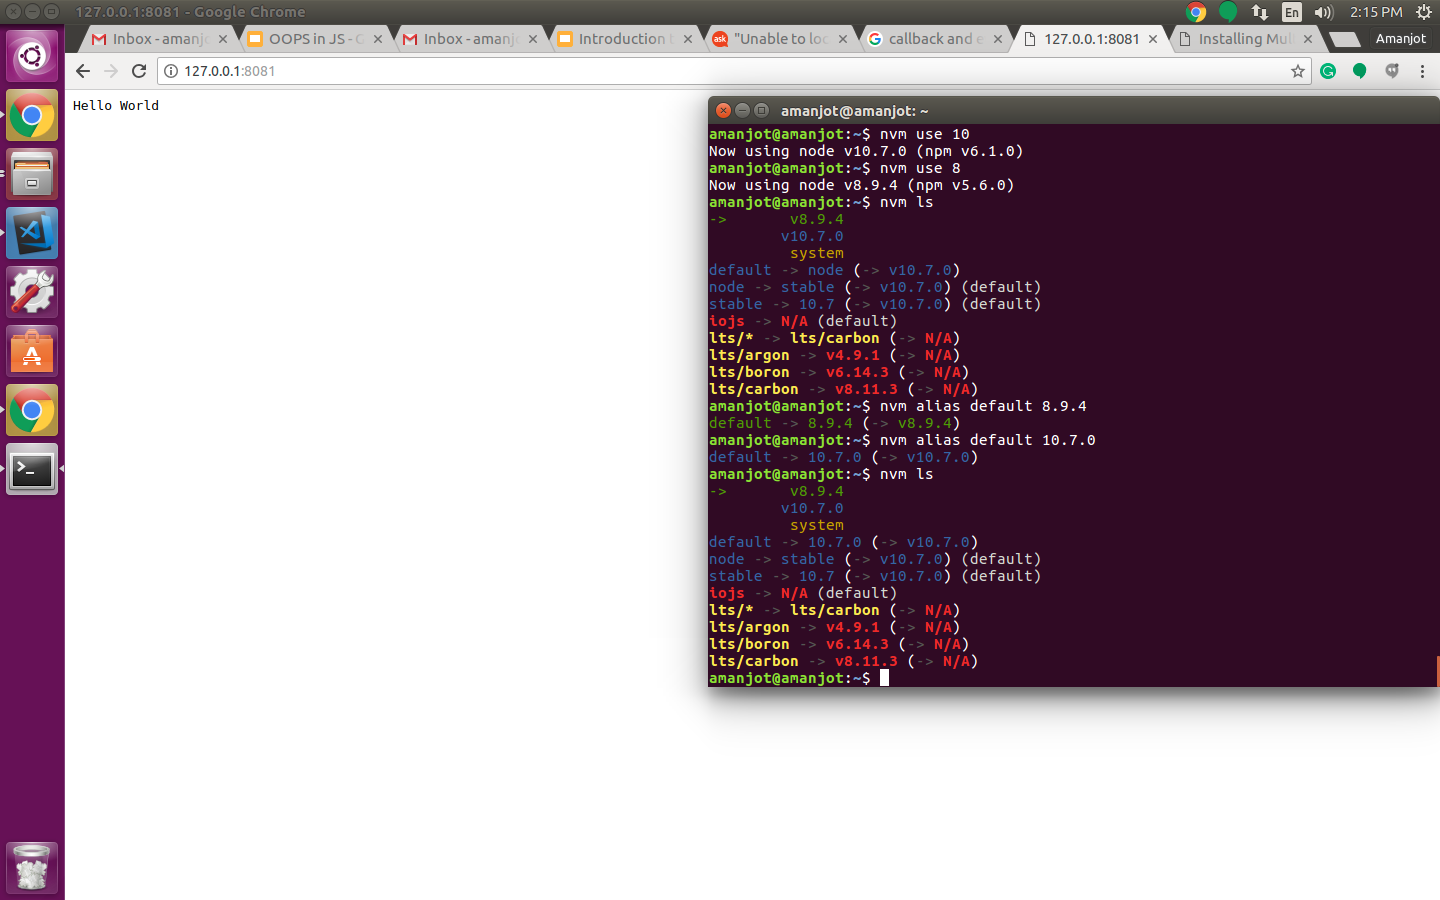 127.0.0.1:8081 - Google Chrome
En
2:15 PM
Inbox - amanj
OOPS in JS - G
Inbox - amanj
Introduction t
ask
"Unable to loc
callback and e
127.0.0.1:8081
Installing Mul
Amanjot
127.0.0.1:8081
Hello World
amanjot@amanjot: ~
amanjot@amanjot:~$ nvm use 10
Now using node v10.7.0 (npm v6.1.0)
amanjot@amanjot:~$ nvm use 8
Now using node v8.9.4 (npm v5.6.0)
amanjot@amanjot:~$ nvm ls
-> v8.9.4
v10.7.0
system
default -> node (-> v10.7.0)
node -> stable (-> v10.7.0) (default)
stable -> 10.7 (-> v10.7.0) (default)
iojs -> N/A (default)
lts/* -> lts/carbon (-> N/A)
lts/argon -> v4.9.1 (-> N/A)
lts/boron -> v6.14.3 (-> N/A)
lts/carbon -> v8.11.3 (-> N/A)
amanjot@amanjot:~$ nvm alias default 8.9.4
default -> 8.9.4 (-> v8.9.4)
amanjot@amanjot:~$ nvm alias default 10.7.0
default -> 10.7.0 (-> v10.7.0)
amanjot@amanjot:~$ nvm ls
-> v8.9.4
v10.7.0
system
default -> 10.7.0 (-> v10.7.0)
node -> stable (-> v10.7.0) (default)
stable -> 10.7 (-> v10.7.0) (default)
iojs -> N/A (default)
lts/* -> lts/carbon (-> N/A)
lts/argon -> v4.9.1 (-> N/A)
lts/boron -> v6.14.3 (-> N/A)
lts/carbon -> v8.11.3 (-> N/A)
amanjot@amanjot:~$